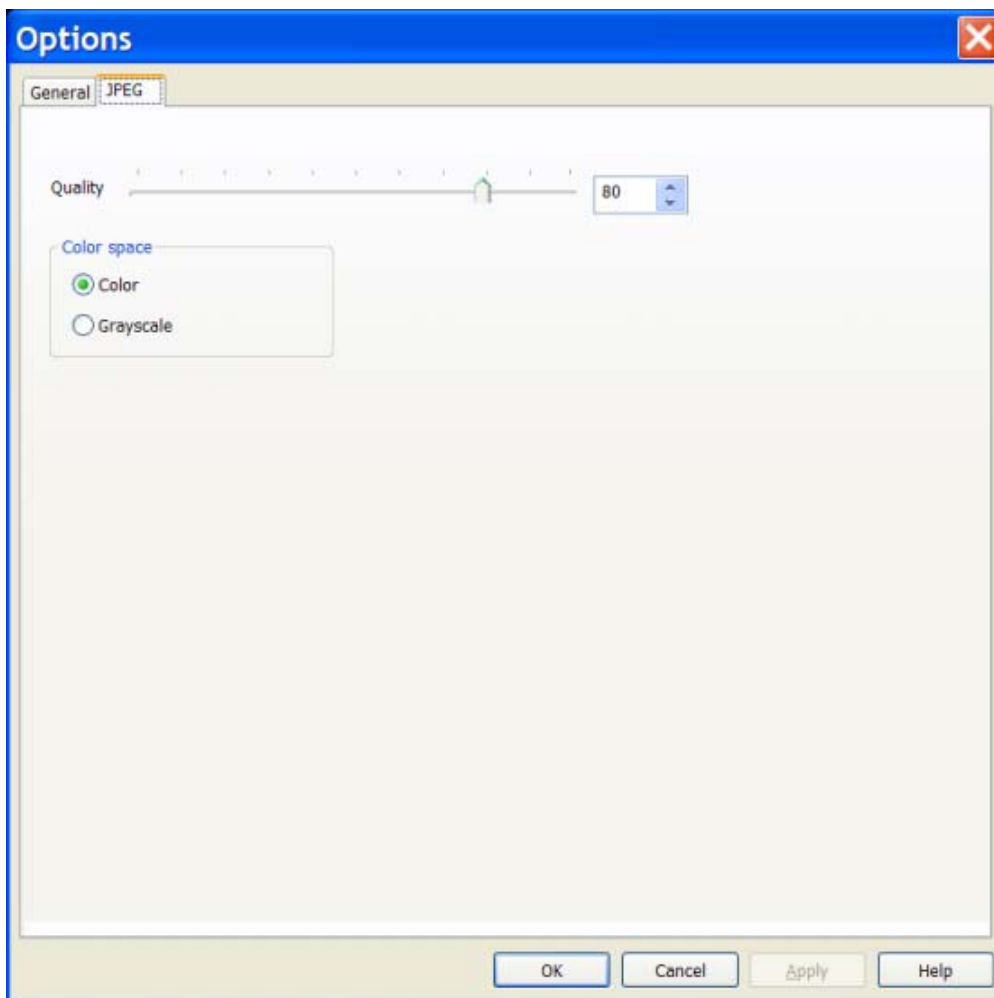 Options
General JPEG
Quality 80
Color space
Color
Grayscale
OK Cancel Apply Help